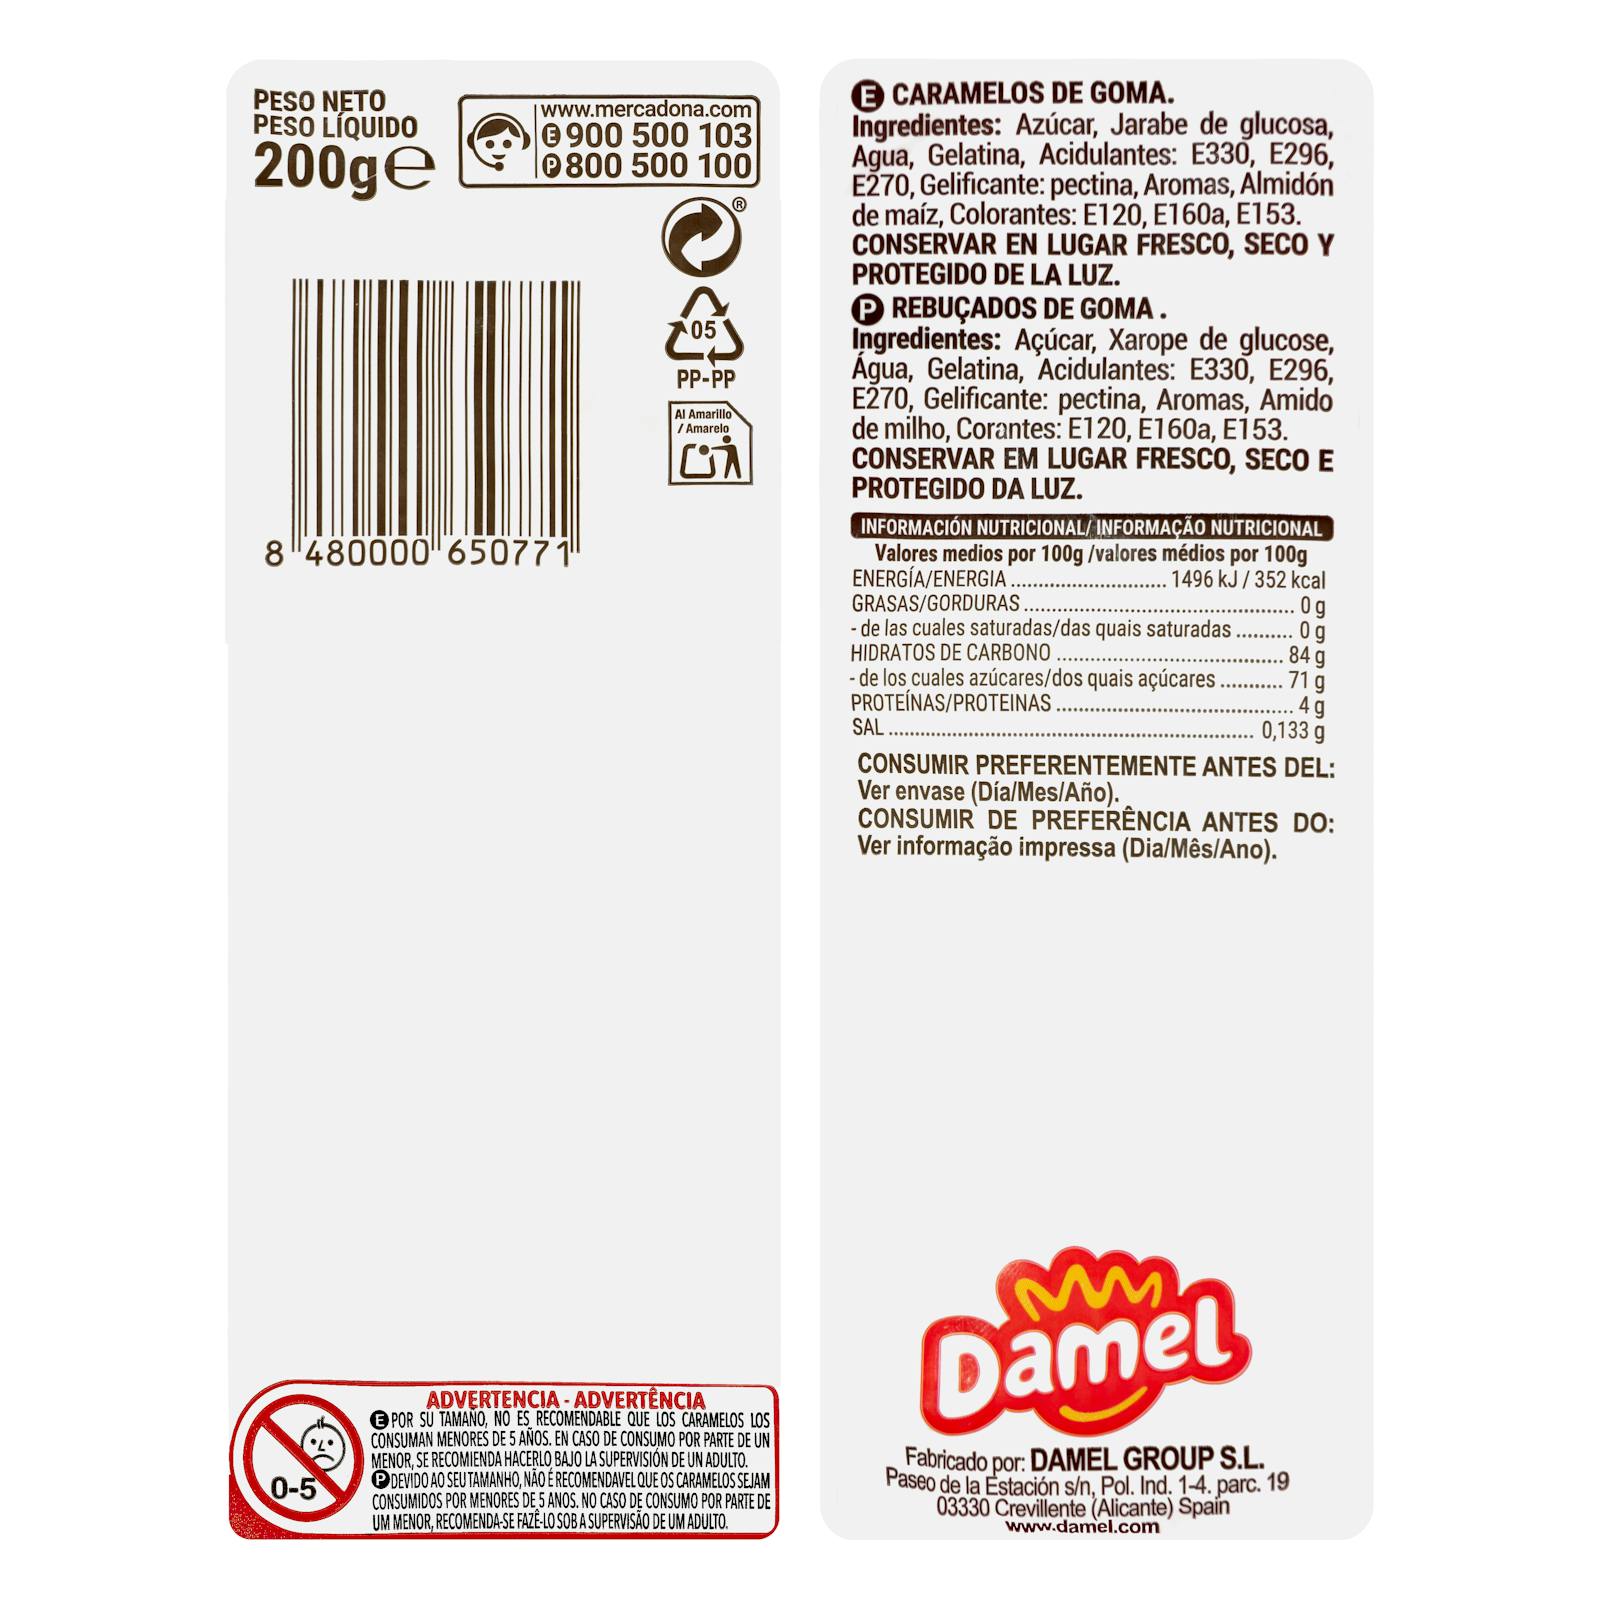 PESO NETO
PESO LÍQUIDO
200g e
www.mercadona.com
E 900 500 103
P 800 500 100
®
05
PP-PP
Al Amarillo
/ Amarelo
8 480000 650771
ADVERTENCIA - ADVERTÊNCIA
E POR SU TAMAÑO, NO ES RECOMENDABLE QUE LOS CARAMELOS LOS
CONSUMAN MENORES DE 5 AÑOS. EN CASO DE CONSUMO POR PARTE DE UN
MENOR, SE RECOMIENDA HACERLO BAJO LA SUPERVISIÓN DE UN ADULTO.
P DEVIDO AO SEU TAMANHO, NÃO É RECOMENDAVEL QUE OS CARAMELOS SEJAM
CONSUMIDOS POR MENORES DE 5 ANOS. NO CASO DE CONSUMO POR PARTE DE
UM MENOR, RECOMENDA-SE FAZÊ-LO SOB A SUPERVISÃO DE UM ADULTO.
0-5
E CARAMELOS DE GOMA.
Ingredientes: Azúcar, Jarabe de glucosa,
Agua, Gelatina, Acidulantes: E330, E296,
E270, Gelificante: pectina, Aromas, Almidón
de maíz, Colorantes: E120, E160a, E153.
CONSERVAR EN LUGAR FRESCO, SECO Y
PROTEGIDO DE LA LUZ.
P REBUÇADOS DE GOMA .
Ingredientes: Açúcar, Xarope de glucose,
Água, Gelatina, Acidulantes: E330, E296,
E270, Gelificante: pectina, Aromas, Amido
de milho, Corantes: E120, E160a, E153.
CONSERVAR EM LUGAR FRESCO, SECO E
PROTEGIDO DA LUZ.
INFORMACIÓN NUTRICIONAL/ INFORMAÇÃO NUTRICIONAL
Valores medios por 100g /valores médios por 100g
ENERGÍA/ENERGIA ........................ 1496 kJ / 352 kcal
GRASAS/GORDURAS ........................ 0 g
- de las cuales saturadas/das quais saturadas .......... 0 g
HIDRATOS DE CARBONO ........................ 84 g
- de los cuales azúcares/dos quais açúcares ........... 71 g
PROTEÍNAS/PROTEINAS ........................ 4 g
SAL ........................ 0,133 g
CONSUMIR PREFERENTEMENTE ANTES DEL:
Ver envase (Día/Mes/Año).
CONSUMIR DE PREFERÊNCIA ANTES DO:
Ver informação impressa (Dia/Mês/Ano).
Damel
Fabricado por: DAMEL GROUP S.L.
Paseo de la Estación s/n, Pol. Ind. 1-4. parc. 19
03330 Crevillente (Alicante) Spain
www.damel.com